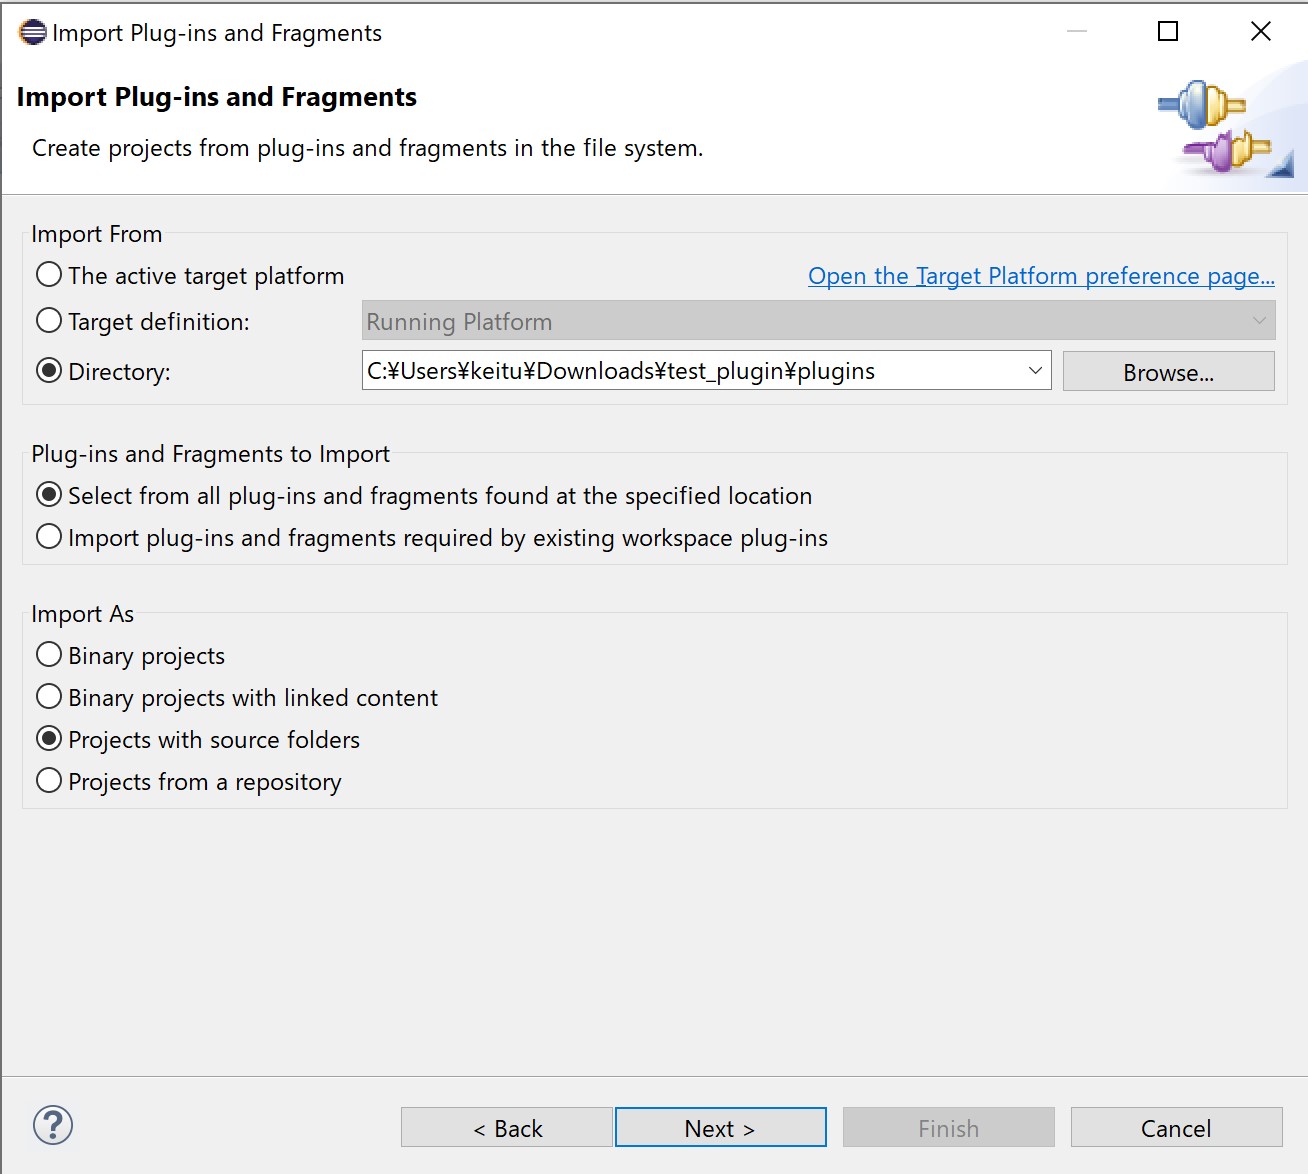 Import Plug-ins and Fragments
Import Plug-ins and Fragments
Create projects from plug-ins and fragments in the file system.
Import From
The active target platform
Open the Target Platform preference page...
Target definition:
Running Platform
Directory:
C:¥Users¥keitu¥Downloads¥test_plugin¥plugins
Browse...
Plug-ins and Fragments to Import
Select from all plug-ins and fragments found at the specified location
Import plug-ins and fragments required by existing workspace plug-ins
Import As
Binary projects
Binary projects with linked content
Projects with source folders
Projects from a repository
?
< Back
Next >
Finish
Cancel